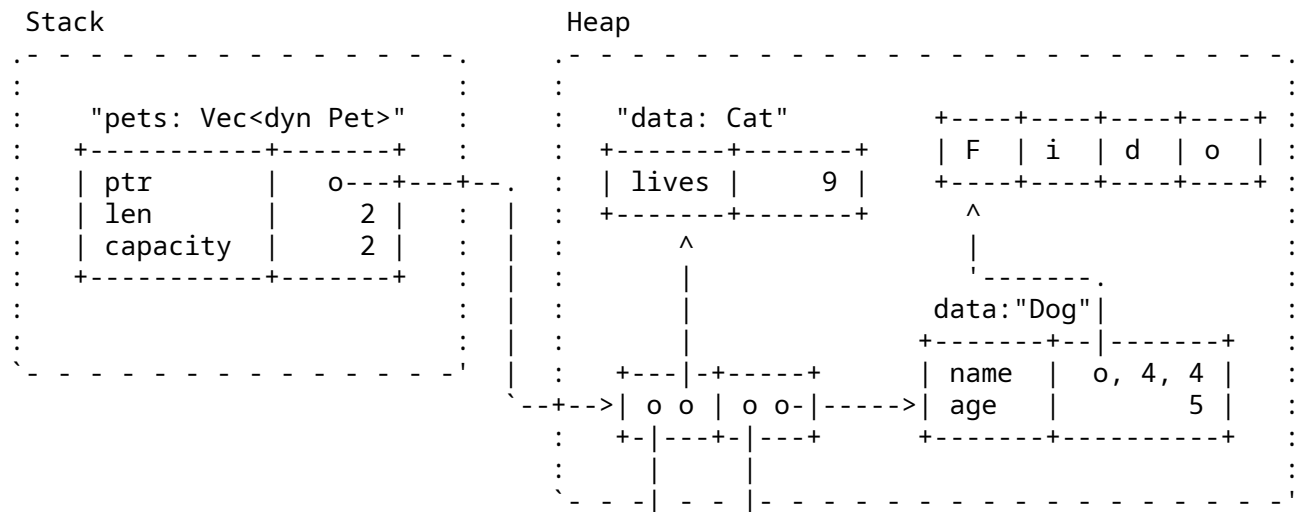 Stack Heap
"pets: Vec<dyn Pet>" "data: Cat"
F i d o
ptr o lives 9
len 2
capacity 2
data:"Dog"
name o, 4, 4
o o o o age 5